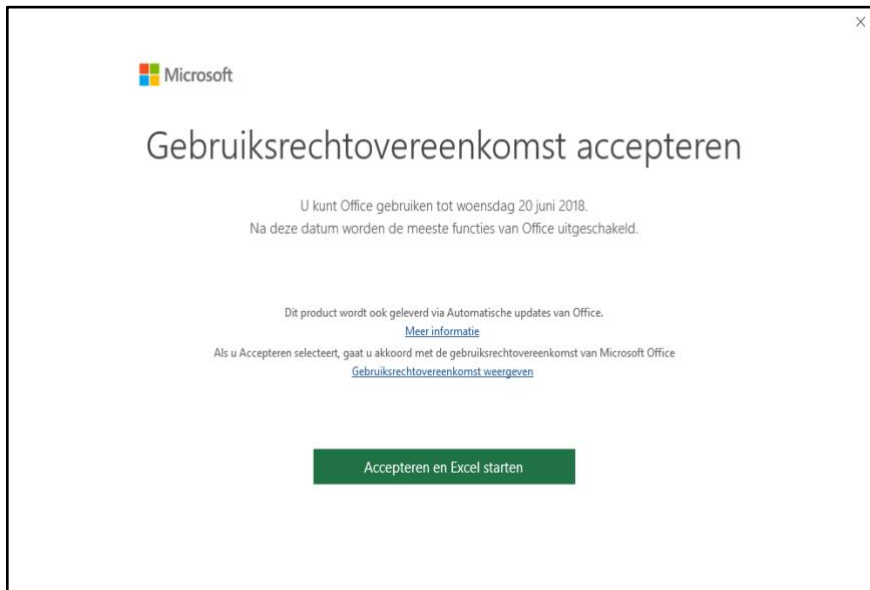 Microsoft
Gebruiksrechtovereenkomst accepteren
U kunt Office gebruiken tot woensdag 20 juni 2018.
Na deze datum worden de meeste functies van Office uitgeschakeld.
Dit product wordt ook geleverd via Automatische updates van Office.
Meer informatie
Als u Accepteren selecteert, gaat u akkoord met de gebruiksrechtovereenkomst van Microsoft Office
Gebruiksrechtovereenkomst weergeven
Accepteren en Excel starten